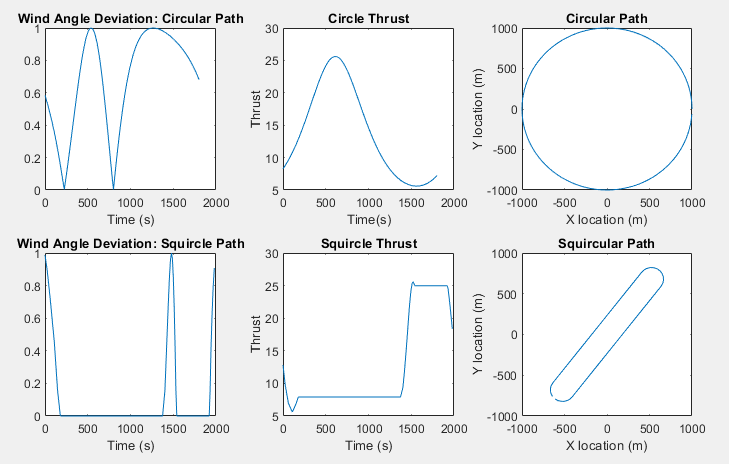 Wind Angle Deviation: Circular Path
1
0.8
0.6
0.4
0.2
0
0 500 1000 1500 2000
Time (s)
Circle Thrust
Thrust
30
25
20
15
10
5
0 500 1000 1500 2000
Time(s)
Circular Path
Y location (m)
1000
500
0
-500
-1000
-1000 -500 0 500 1000
X location (m)
Wind Angle Deviation: Squircle Path
1
0.8
0.6
0.4
0.2
0
0 500 1000 1500 2000
Time (s)
Squircle Thrust
Thrust
30
25
20
15
10
5
0 500 1000 1500 2000
Time (s)
Squircular Path
Y location (m)
1000
500
0
-500
-1000
-1000 -500 0 500 1000
X location (m)